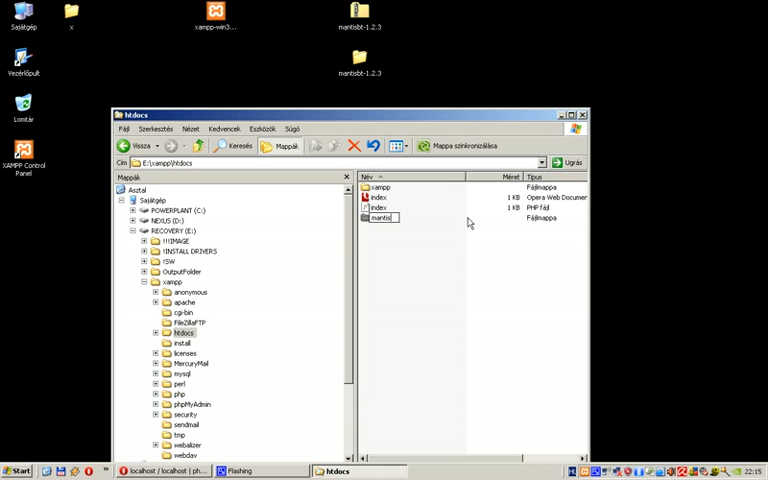 Sajátgép
x
xampp-win3...
mantisbt-1.2.3
Vezérlőpult
mantisbt-1.2.3
Lomtár
XAMPP Control
Panel
htdocs
Fájl Szerkesztés Nézet Kedvencek Eszközök Súgó
Vissza Keresés Mappák Mappa szinkronizálása
Cím E:\xampp\htdocs Ugrás
Mappák
Név Méret Típus
Asztal
Sajátgép
POWERPLANT (C:)
NEXUS (D:)
RECOVERY (E:)
!!!IMAGE
!INSTALL DRIVERS
!SW
OutputFolder
xampp
anonymous
apache
cgi-bin
FileZillaFTP
htdocs
install
licenses
MercuryMail
mysql
perl
php
phpMyAdmin
security
sendmail
tmp
webalizer
webdav
xampp Fájlmappa
index 1 KB Opera Web Documen
index 1 KB PHP fájl
mantis Fájlmappa
Start localhost / localhost | ph... Flashing htdocs HU 22:15